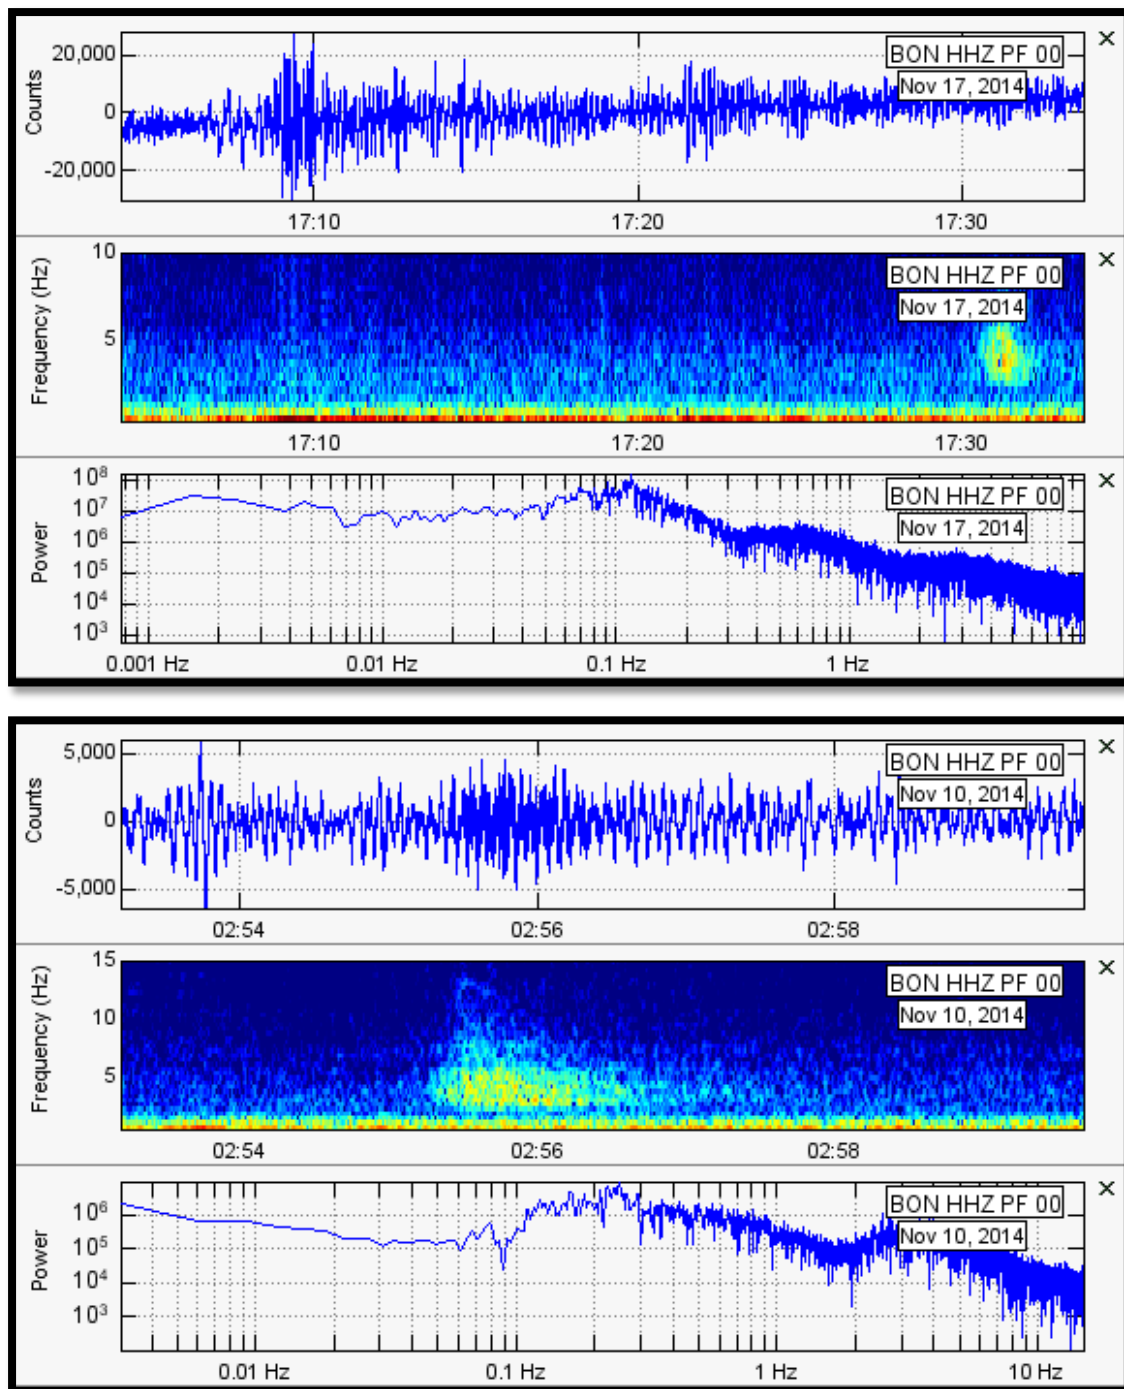 20,000
0
-20,000
Counts
BON HHZ PF 00
Nov 17, 2014
17:10 17:20 17:30
10
5
Frequency (Hz)
BON HHZ PF 00
Nov 17, 2014
17:10 17:20 17:30
10⁸
10⁷
10⁶
10⁵
10⁴
10³
Power
BON HHZ PF 00
Nov 17, 2014
0.001 Hz 0.01 Hz 0.1 Hz 1 Hz
5,000
0
-5,000
Counts
BON HHZ PF 00
Nov 10, 2014
02:54 02:56 02:58
15
10
5
Frequency (Hz)
BON HHZ PF 00
Nov 10, 2014
02:54 02:56 02:58
10⁶
10⁵
10⁴
10³
Power
BON HHZ PF 00
Nov 10, 2014
0.01 Hz 0.1 Hz 1 Hz 10 Hz